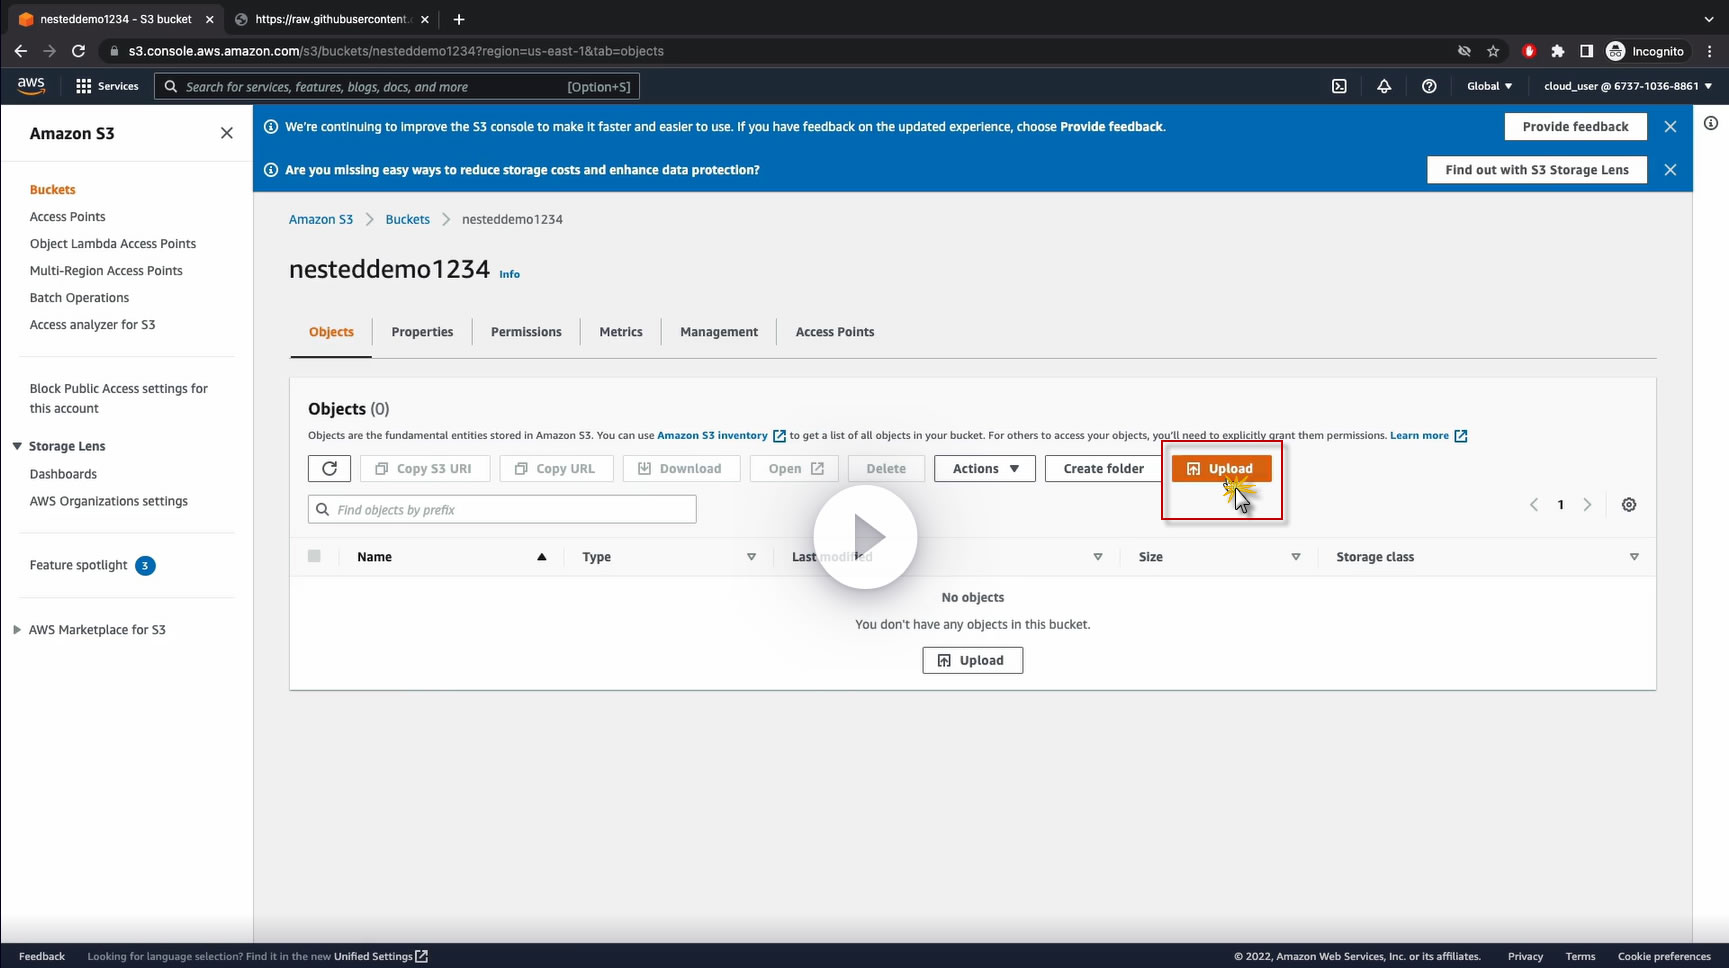 nesteddemo1234 - S3 bucket
https://raw.githubusercontent.c
s3.console.aws.amazon.com/s3/buckets/nesteddemo1234?region=us-east-1&tab=objects
Incognito
aws
Services
Search for services, features, blogs, docs, and more
[Option+S]
Global
cloud_user @ 6737-1036-8861
Amazon S3
Buckets
Access Points
Object Lambda Access Points
Multi-Region Access Points
Batch Operations
Access analyzer for S3
Block Public Access settings for
this account
Storage Lens
Dashboards
AWS Organizations settings
Feature spotlight 3
AWS Marketplace for S3
We're continuing to improve the S3 console to make it faster and easier to use. If you have feedback on the updated experience, choose Provide feedback.
Provide feedback
Are you missing easy ways to reduce storage costs and enhance data protection?
Find out with S3 Storage Lens
Amazon S3 Buckets nesteddemo1234
nesteddemo1234 Info
Objects Properties Permissions Metrics Management Access Points
Objects (0)
Objects are the fundamental entities stored in Amazon S3. You can use Amazon S3 inventory to get a list of all objects in your bucket. For others to access your objects, you'll need to explicitly grant them permissions. Learn more
Copy S3 URI Copy URL Download Open Delete Actions Create folder Upload
Find objects by prefix
1
Name Type Last modified Size Storage class
No objects
You don't have any objects in this bucket.
Upload
Feedback Looking for language selection? Find it in the new Unified Settings
© 2022, Amazon Web Services, Inc. or its affiliates. Privacy Terms Cookie preferences